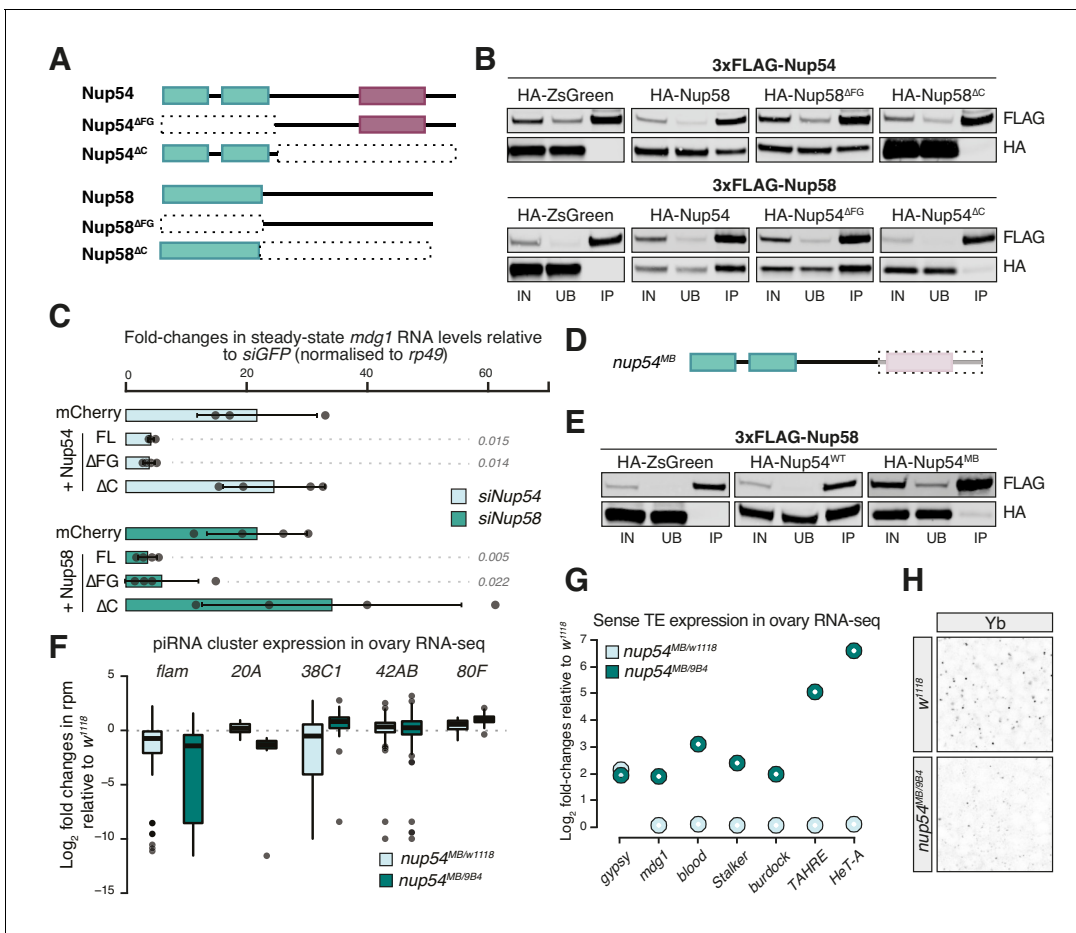 A
Nup54
Nup54ΔFG
Nup54ΔC
Nup58
Nup58ΔFG
Nup58ΔC
B
3xFLAG-Nup54
HA-ZsGreen HA-Nup58 HA-Nup58ΔFG HA-Nup58ΔC
FLAG
HA
3xFLAG-Nup58
HA-ZsGreen HA-Nup54 HA-Nup54ΔFG HA-Nup54ΔC
FLAG
HA
IN UB IP IN UB IP IN UB IP IN UB IP
C
Fold-changes in steady-state mdg1 RNA levels relative
to siGFP (normalised to rp49)
0 20 40 60
mCherry
+ Nup54
FL 0.015
ΔFG 0.014
ΔC
siNup54
siNup58
mCherry
+ Nup58
FL 0.005
ΔFG 0.022
ΔC
D
nup54MB
E
3xFLAG-Nup58
HA-ZsGreen HA-Nup54WT HA-Nup54MB
FLAG
HA
IN UB IP IN UB IP IN UB IP
F
piRNA cluster expression in ovary RNA-seq
flam 20A 38C1 42AB 80F
Log2 fold changes in rpm
relative to w1118
5
0
−5
−10
−15
nup54MB/w1118
nup54MB/9B4
G
Sense TE expression in ovary RNA-seq
Log2 fold-changes relative to w1118
7
6
5
4
3
2
1
0
nup54MB/w1118
nup54MB/9B4
gypsy
mdg1
blood
Stalker
burdock
TAHRE
HeT-A
H
Yb
w1118
nup54MB/9B4